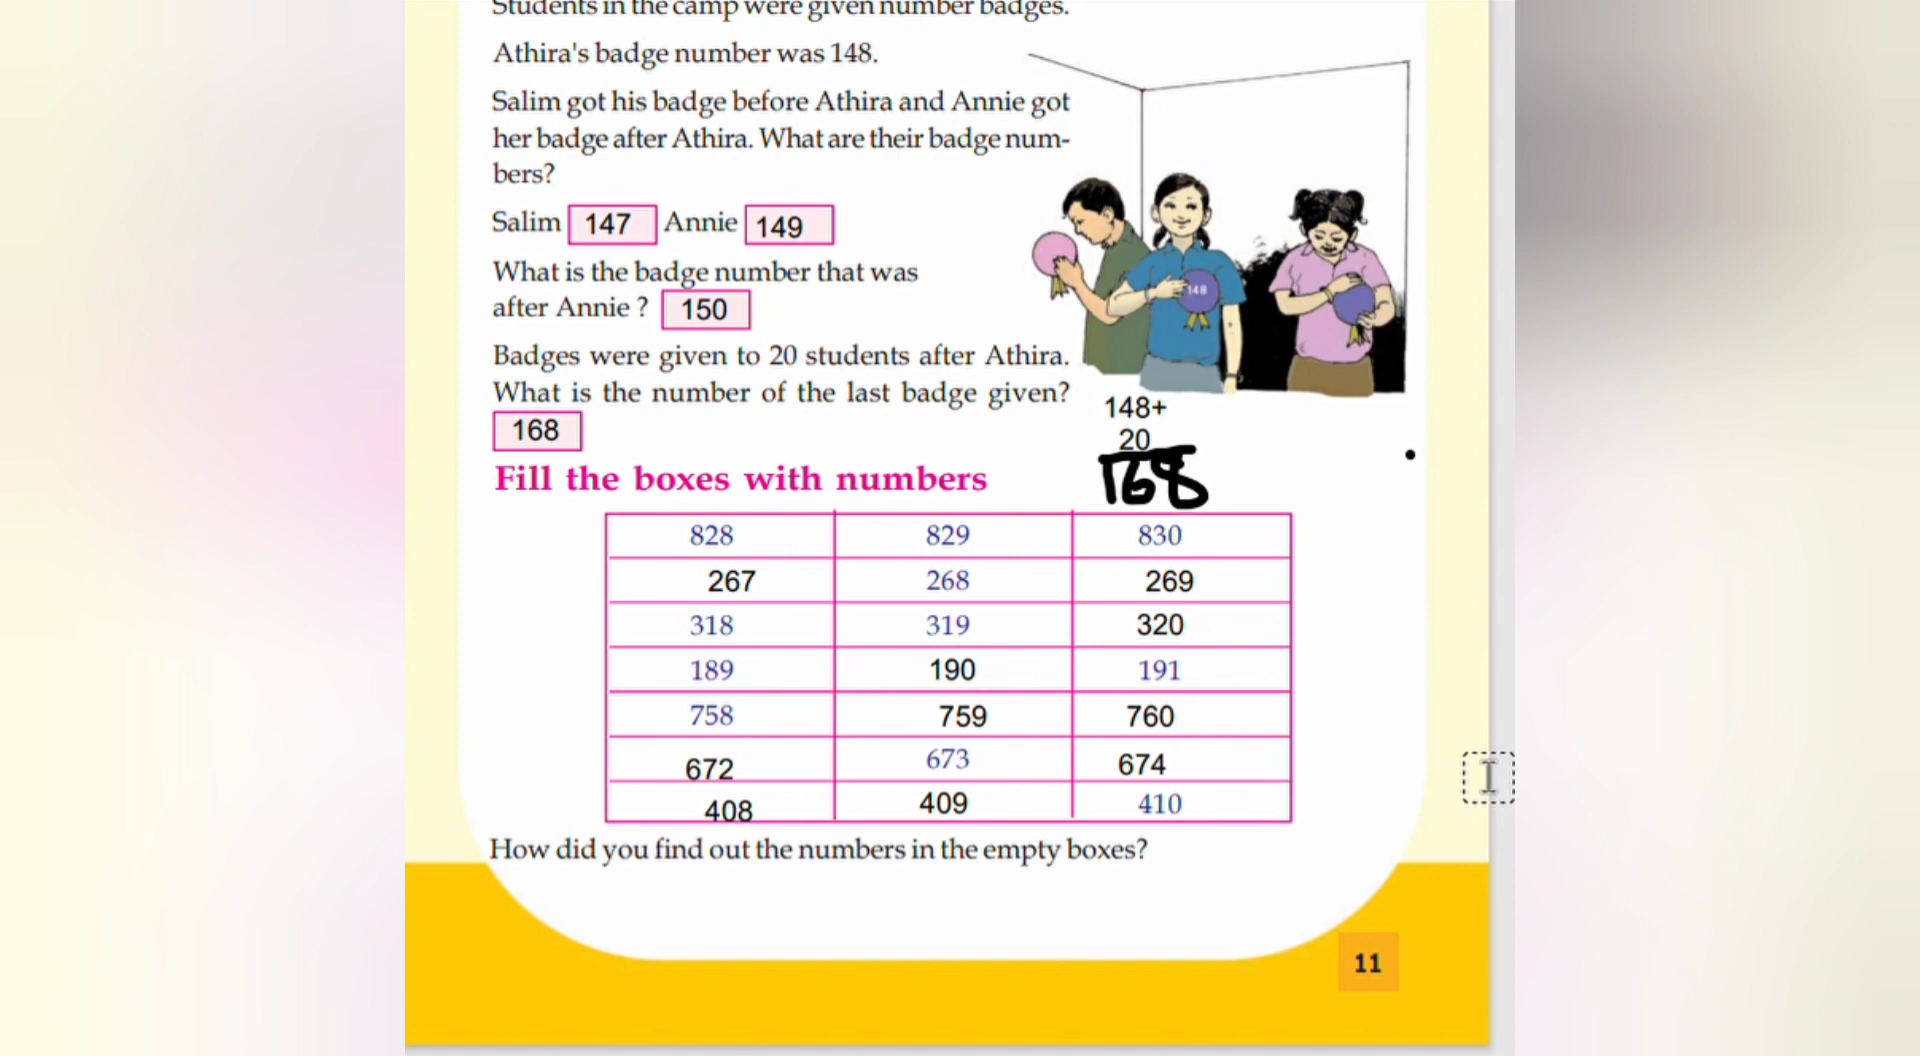 Students in the camp were given number badges.
Athira's badge number was 148.
Salim got his badge before Athira and Annie got
her badge after Athira. What are their badge num-
bers?
Salim 147 Annie 149
What is the badge number that was
after Annie ? 150
Badges were given to 20 students after Athira.
What is the number of the last badge given?
168
148
148+
20
168
Fill the boxes with numbers
828 829 830
267 268 269
318 319 320
189 190 191
758 759 760
672 673 674
408 409 410
How did you find out the numbers in the empty boxes?
11